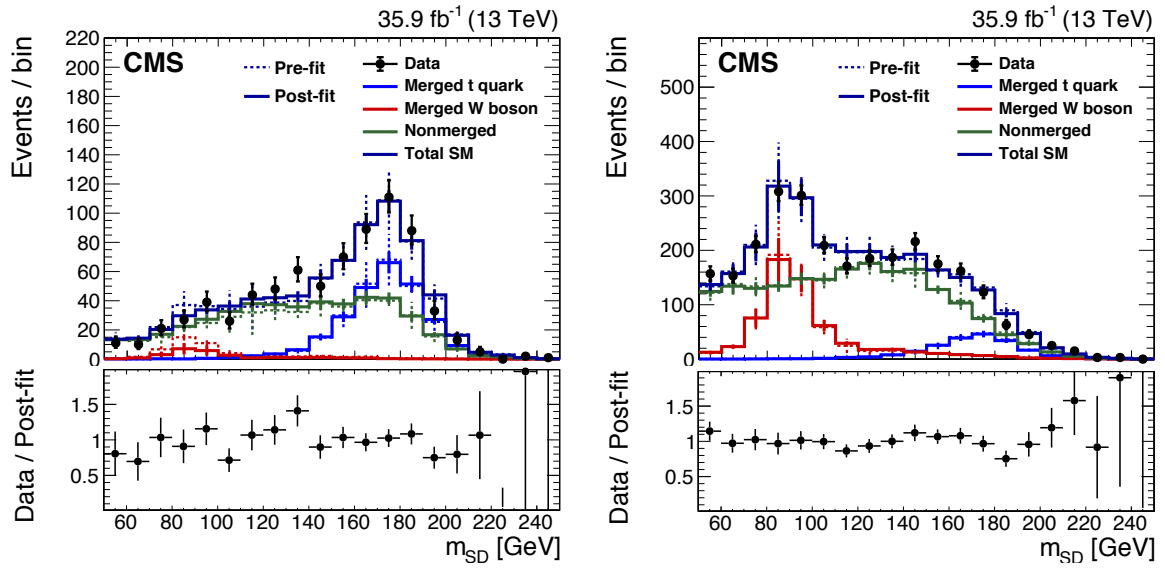 35.9 fb⁻¹ (13 TeV)
Events / bin
220
200
180
160
140
120
100
80
60
40
20
0
CMS
Pre-fit
Post-fit
Data
Merged t quark
Merged W boson
Nonmerged
Total SM
Data / Post-fit
1.5
1
0.5
60 80 100 120 140 160 180 200 220 240
m_SD [GeV]
35.9 fb⁻¹ (13 TeV)
Events / bin
500
400
300
200
100
0
CMS
Pre-fit
Post-fit
Data
Merged t quark
Merged W boson
Nonmerged
Total SM
Data / Post-fit
1.5
1
0.5
60 80 100 120 140 160 180 200 220 240
m_SD [GeV]